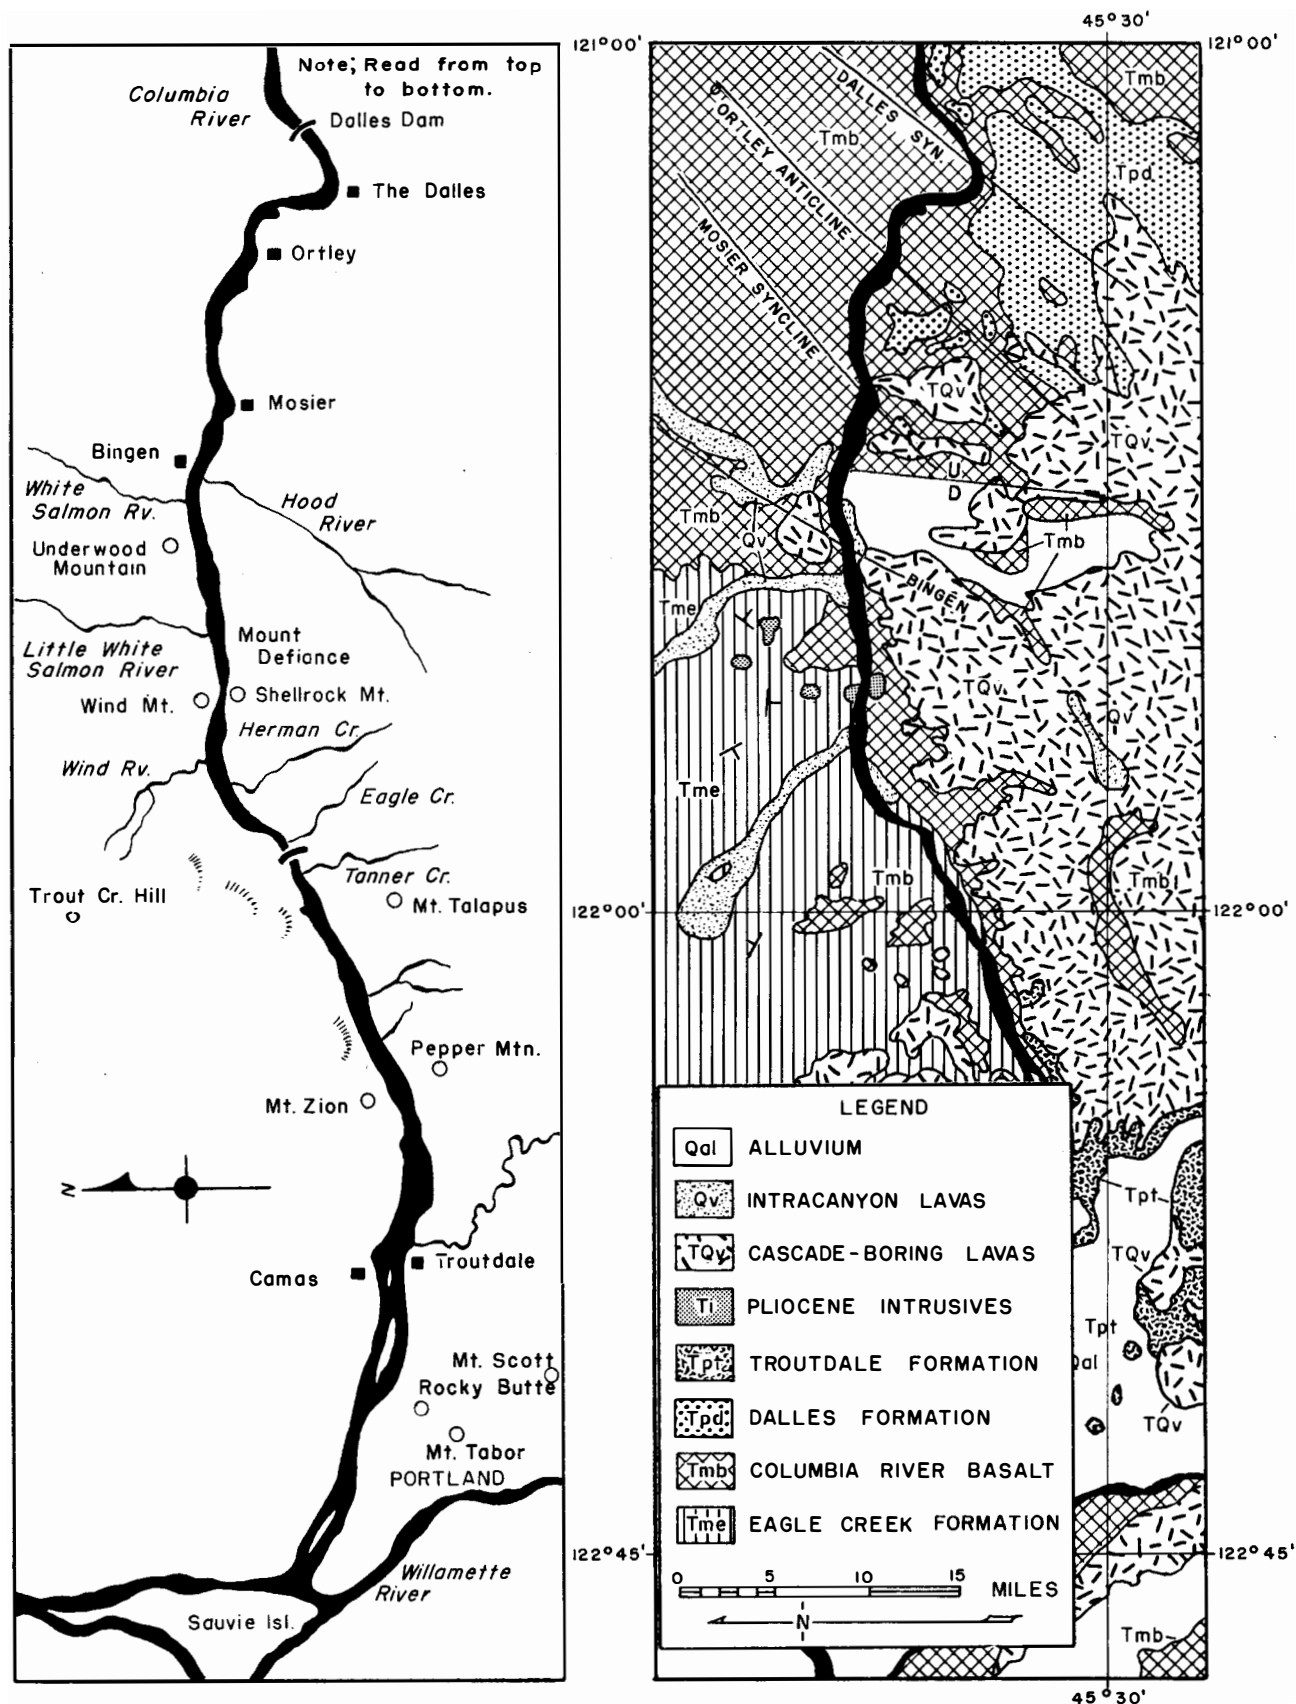 Note; Read from top
to bottom.
Columbia
River
Dalles Dam
The Dalles
Ortley
Mosier
Bingen
White
Salmon Rv.
Hood
River
Underwood
Mountain
Little White
Salmon River
Mount
Defiance
Wind Mt.
Shellrock Mt.
Herman Cr.
Wind Rv.
Eagle Cr.
Tanner Cr.
Trout Cr. Hill
Mt. Talapus
Pepper Mtn.
Mt. Zion
N
Troutdale
Camas
Mt. Scott
Rocky Butte
Mt. Tabor
PORTLAND
Willamette
River
Sauvie Isl.
45°30'
121°00'
121°00'
DALLES SYN.
ORTLEY ANTICLINE
MOSIER SYNCLINE
Tmb
Tmb
Tpd
TQv
TQv
U
D
Tmb
Qv
Tmb
BINGEN
Tme
TQv
Qv
Tme
Tmb
Tmb
122°00'
122°00'
LEGEND
Qal ALLUVIUM
Qv INTRACANYON LAVAS
TQv CASCADE-BORING LAVAS
Ti PLIOCENE INTRUSIVES
Tpt TROUTDALE FORMATION
Tpd DALLES FORMATION
Tmb COLUMBIA RIVER BASALT
Tme EAGLE CREEK FORMATION
0 5 10 15 MILES
N
Tpt
TQv
Tpt
Qal
TQv
122°45'
122°45'
Tmb
45°30'